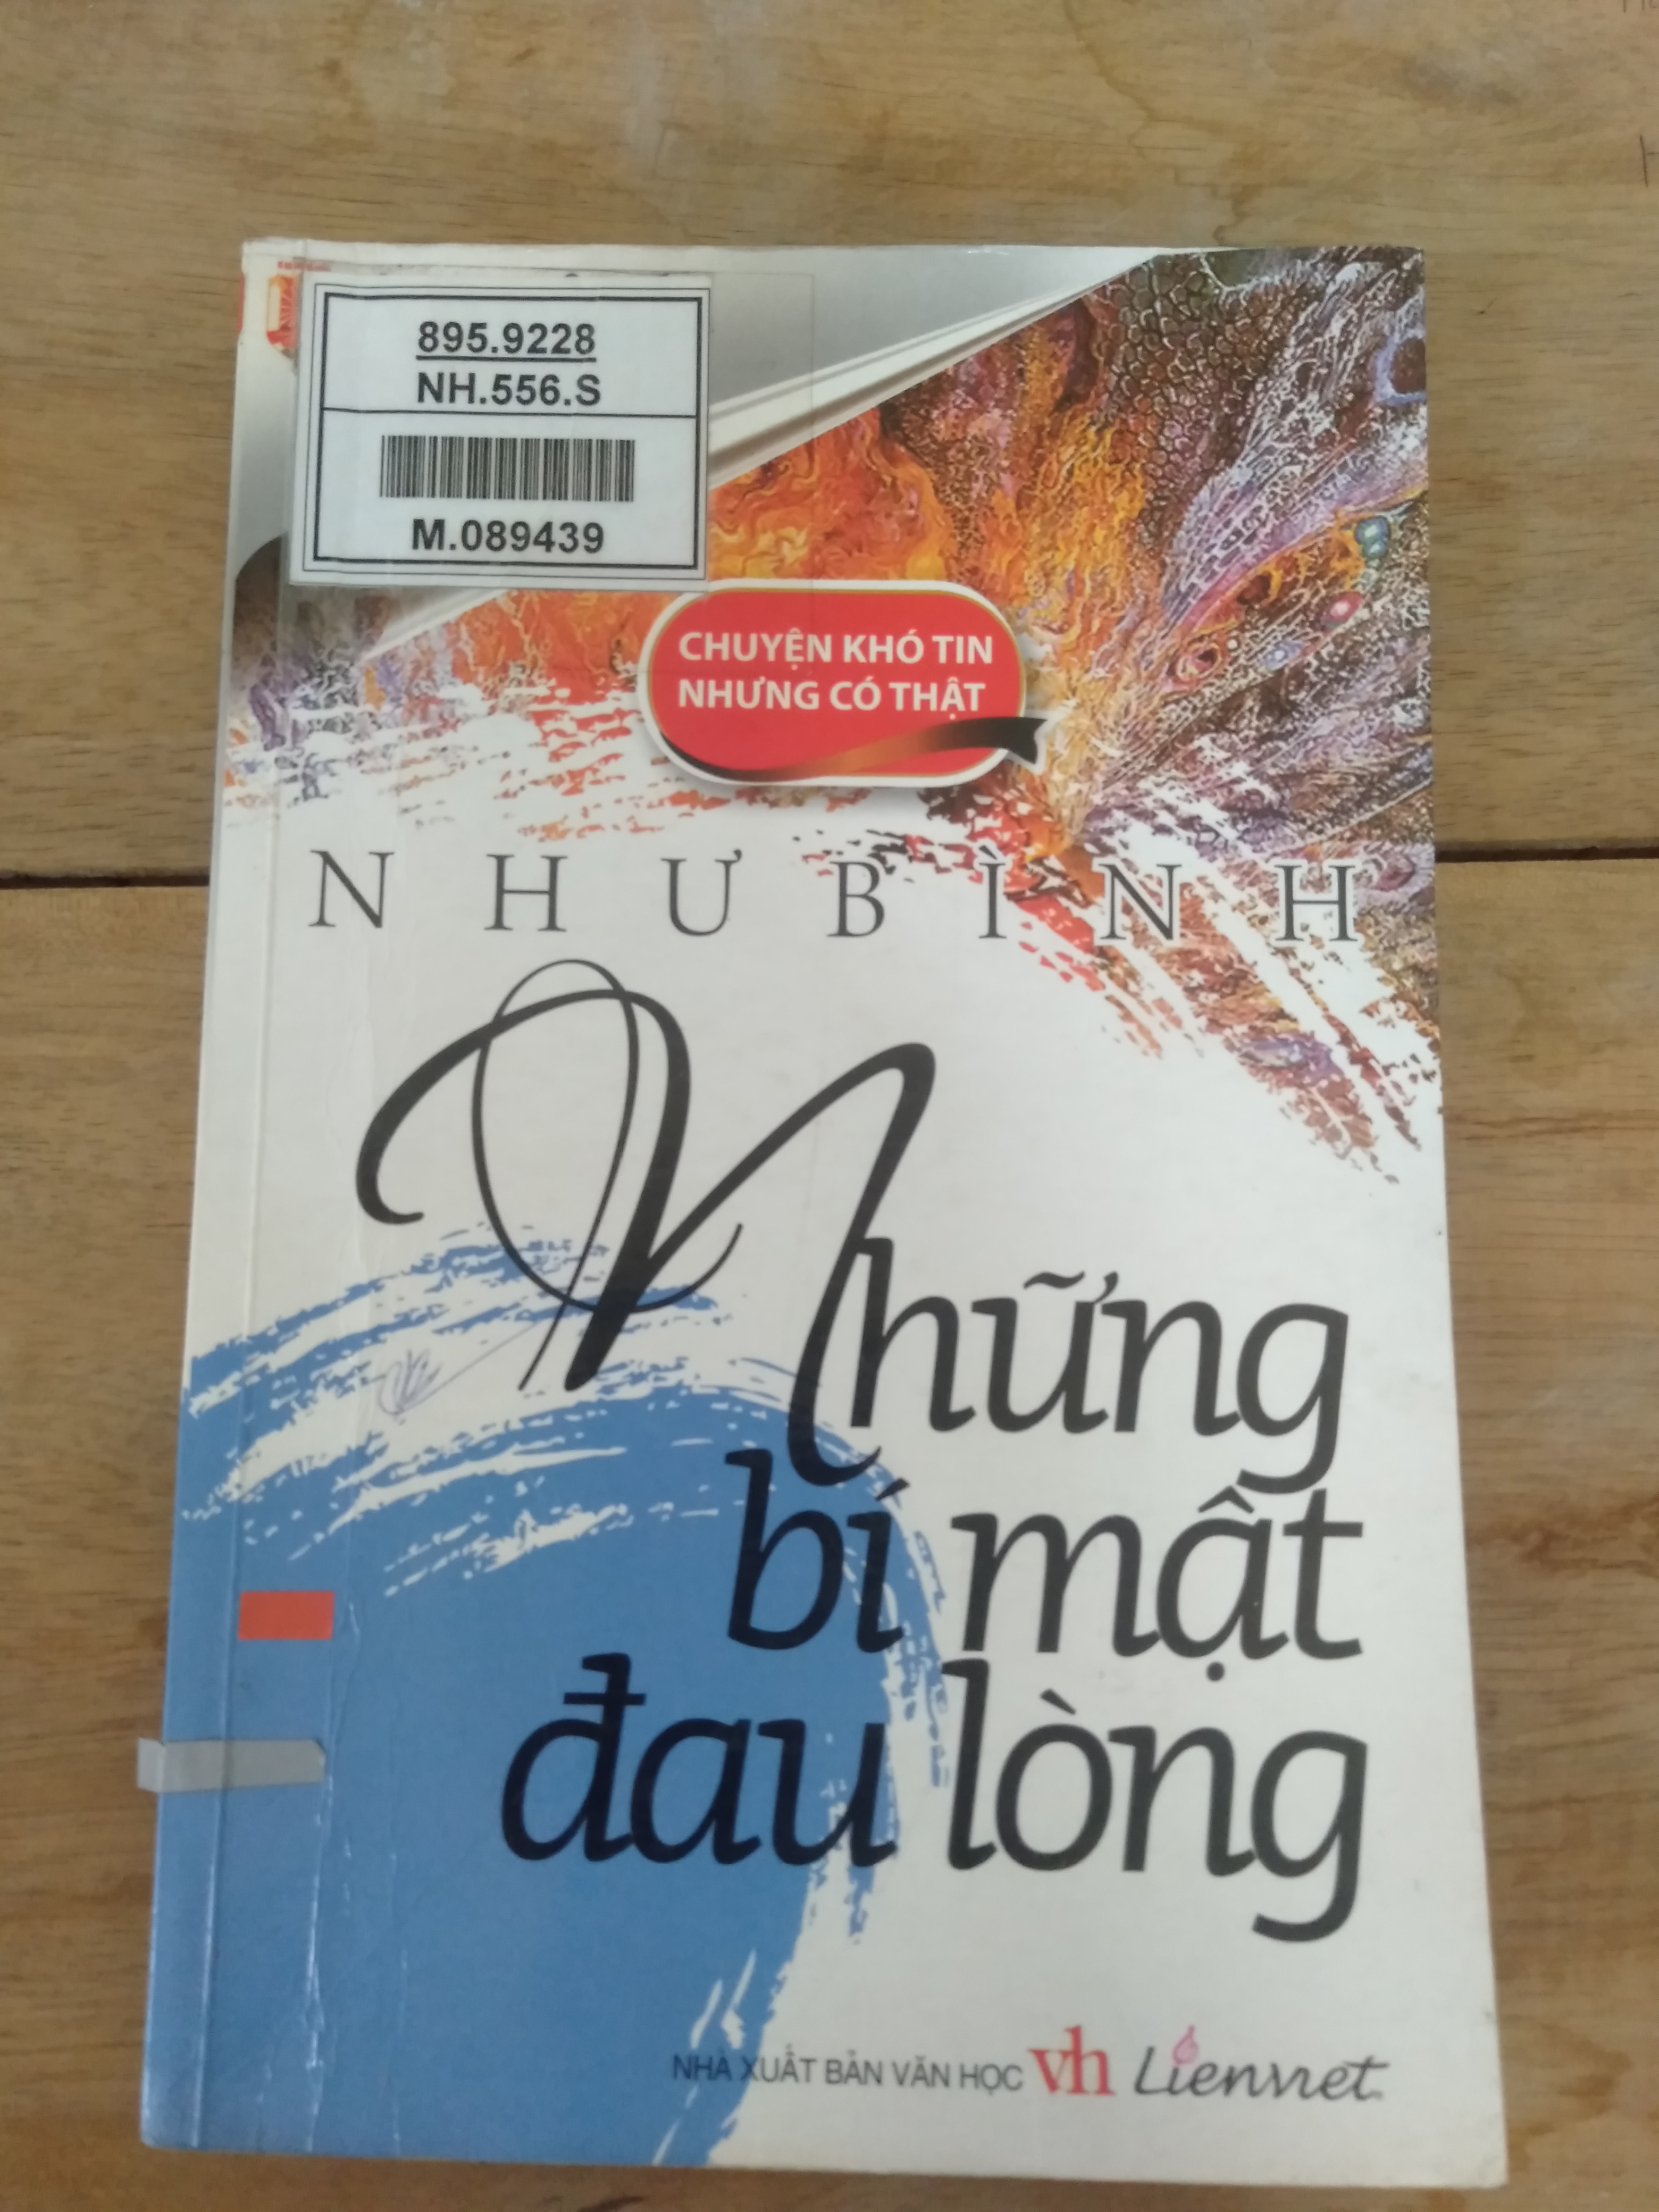 895.9228
NH.556.S
M.089439
CHUYỆN KHÓ TIN
NHƯNG CÓ THẬT
NHƯ BÌNH
Những
bí mật
đau lòng
NHÀ XUẤT BẢN VĂN HỌC vh Lienviet